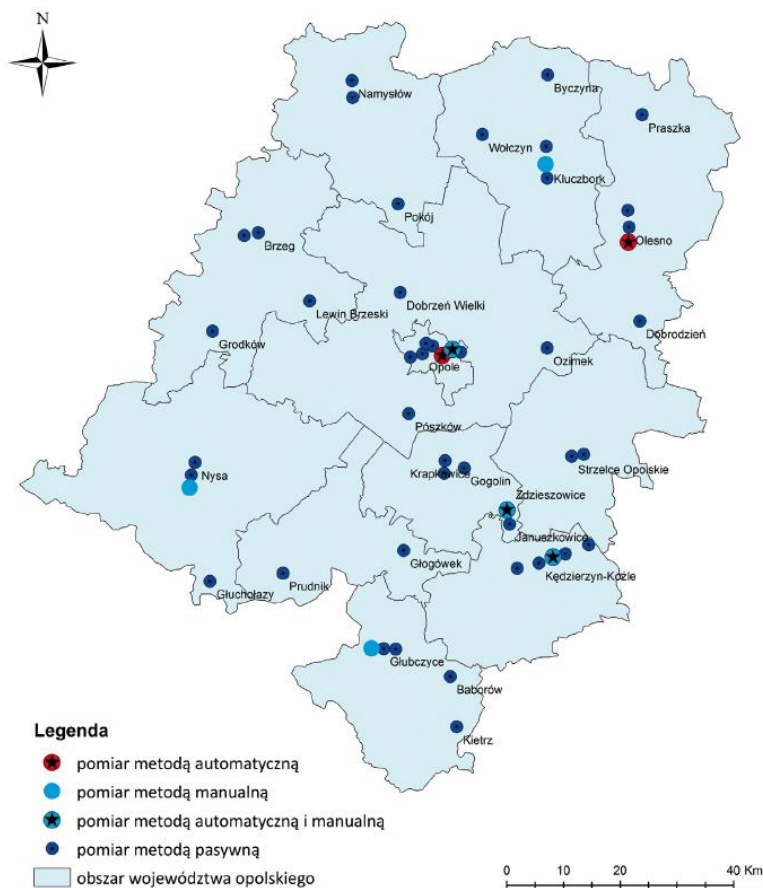 N
Namysłów
Byczyna
Praszka
Wołczyn
Kluczbork
Pokój
Olesno
Brzeg
Dobrzeń Wielki
Lewin Brzeski
Dobrodzień
Grodków
Ozimek
Opole
Pószków
Strzelce Opolskie
Krapkowice
Gogolin
Nysa
Zdzieszowice
Januszkowice
Głogówek
Kędzierzyn-Koźle
Prudnik
Głuchołazy
Głubczyce
Baborów
Kietrz
Legenda
pomiar metodą automatyczną
pomiar metodą manualną
pomiar metodą automatyczną i manualną
pomiar metodą pasywną
obszar województwa opolskiego
0 10 20 40 Km